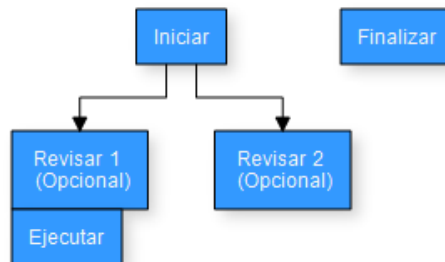 Iniciar
Finalizar
Revisar 1
(Opcional)
Revisar 2
(Opcional)
Ejecutar